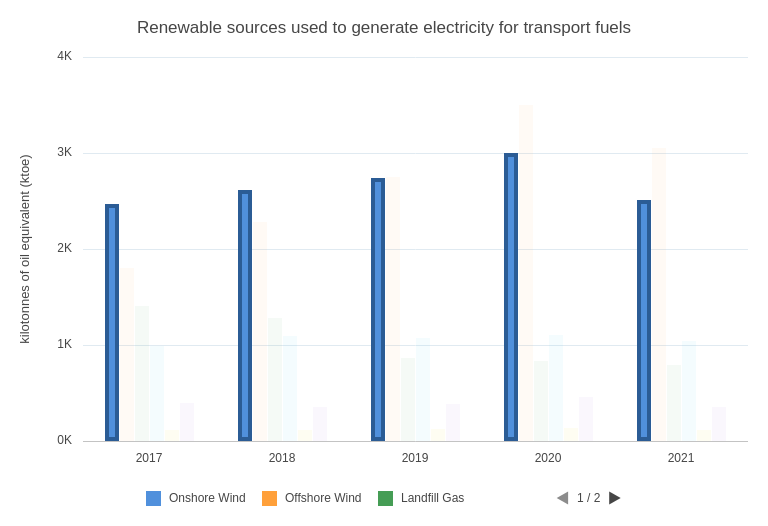 Renewable sources used to generate electricity for transport fuels
kilotonnes of oil equivalent (ktoe)
4K
3K
2K
1K
0K
2017 2018 2019 2020 2021
Onshore Wind Offshore Wind Landfill Gas 1 / 2